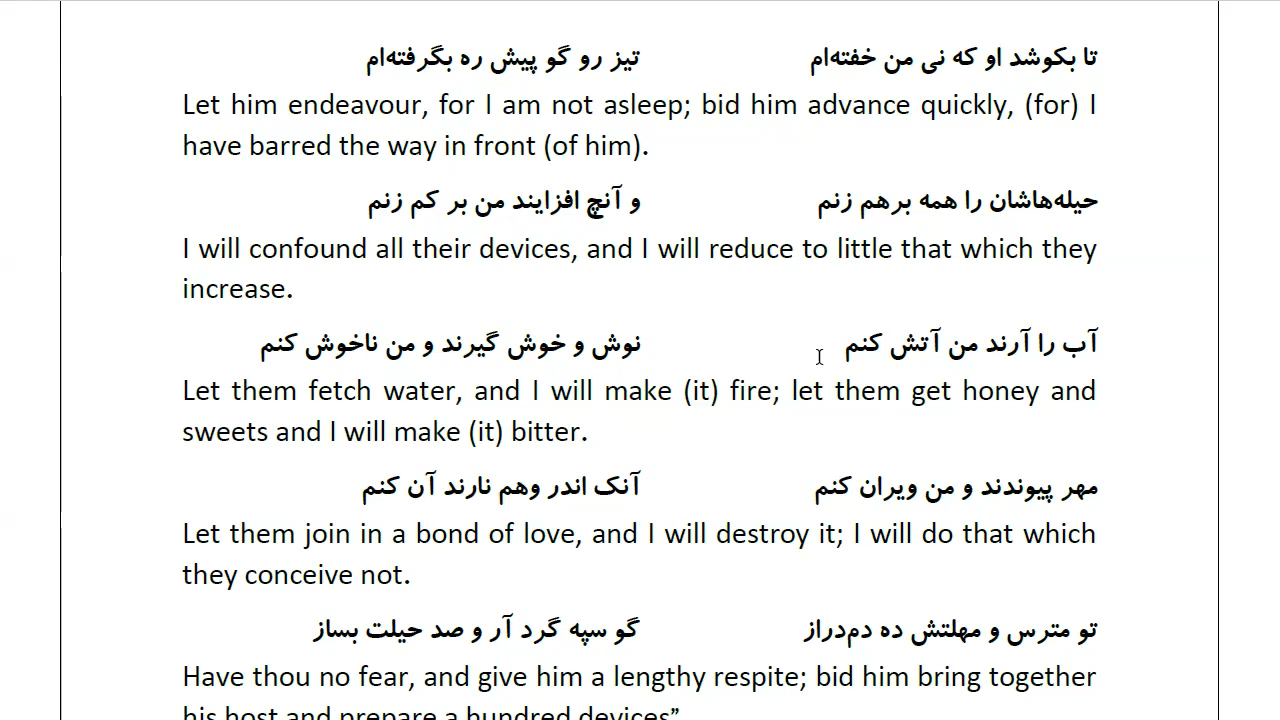 تا بکوشد او که نی من خفته‌ام تیز رو گو پیش ره بگرفته‌ام
Let him endeavour, for I am not asleep; bid him advance quickly, (for) I
have barred the way in front (of him).
حیله‌هاشان را همه برهم زنم و آنچ افزایند من بر کم زنم
I will confound all their devices, and I will reduce to little that which they
increase.
آب را آرند من آتش کنم نوش و خوش گیرند و من ناخوش کنم
Let them fetch water, and I will make (it) fire; let them get honey and
sweets and I will make (it) bitter.
مهر پیوندند و من ویران کنم آنک اندر وهم نارند آن کنم
Let them join in a bond of love, and I will destroy it; I will do that which
they conceive not.
تو مترس و مهلتش ده دم‌دراز گو سپه گرد آر و صد حیلت بساز
Have thou no fear, and give him a lengthy respite; bid him bring together
his host and prepare a hundred devices”